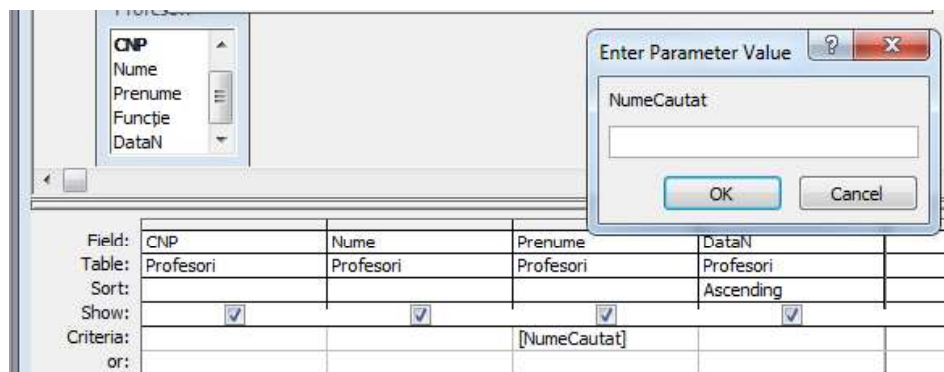 CNP
Nume
Prenume
Funcție
DataN
Enter Parameter Value
NumeCautat
OK Cancel
Field: CNP Nume Prenume DataN
Table: Profesori Profesori Profesori Profesori
Sort: Ascending
Show:
Criteria: [NumeCautat]
or: